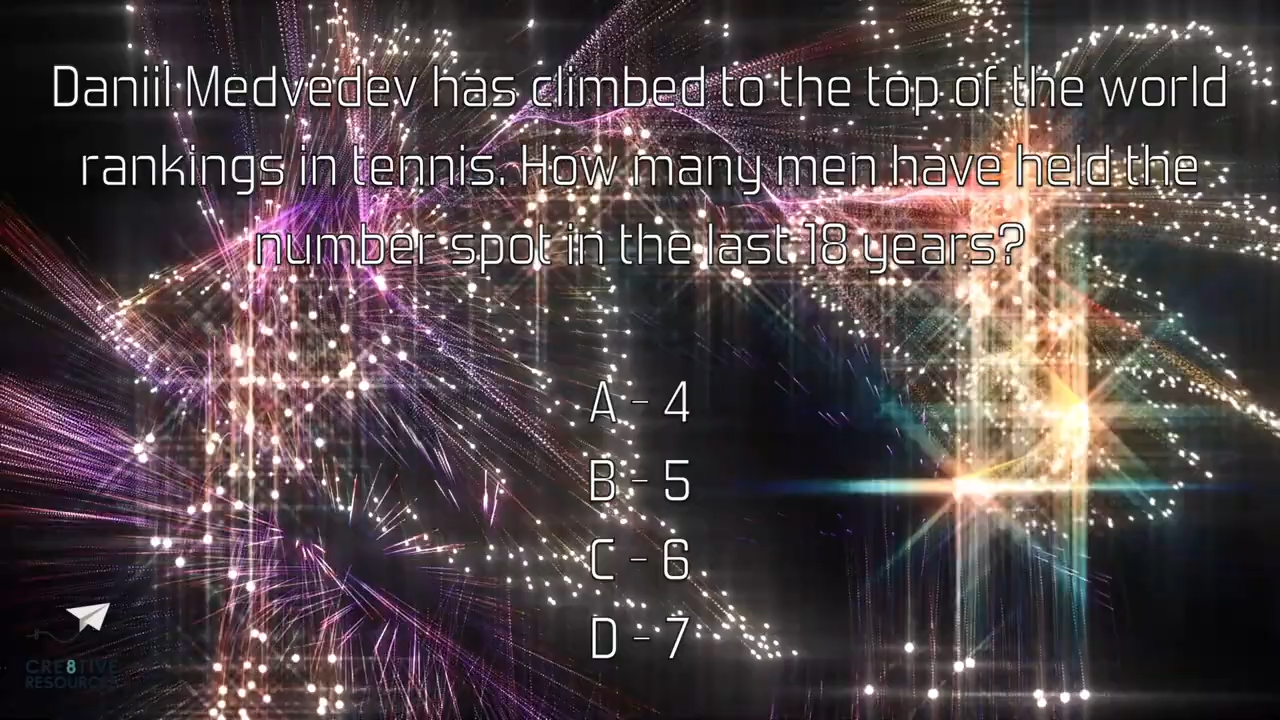 Daniil Medvedev has climbed to the top of the world
rankings in tennis. How many men have held the
number spot in the last 18 years?
A - 4
B - 5
C - 6
D - 7
CRE8TIVE
RESOURCES